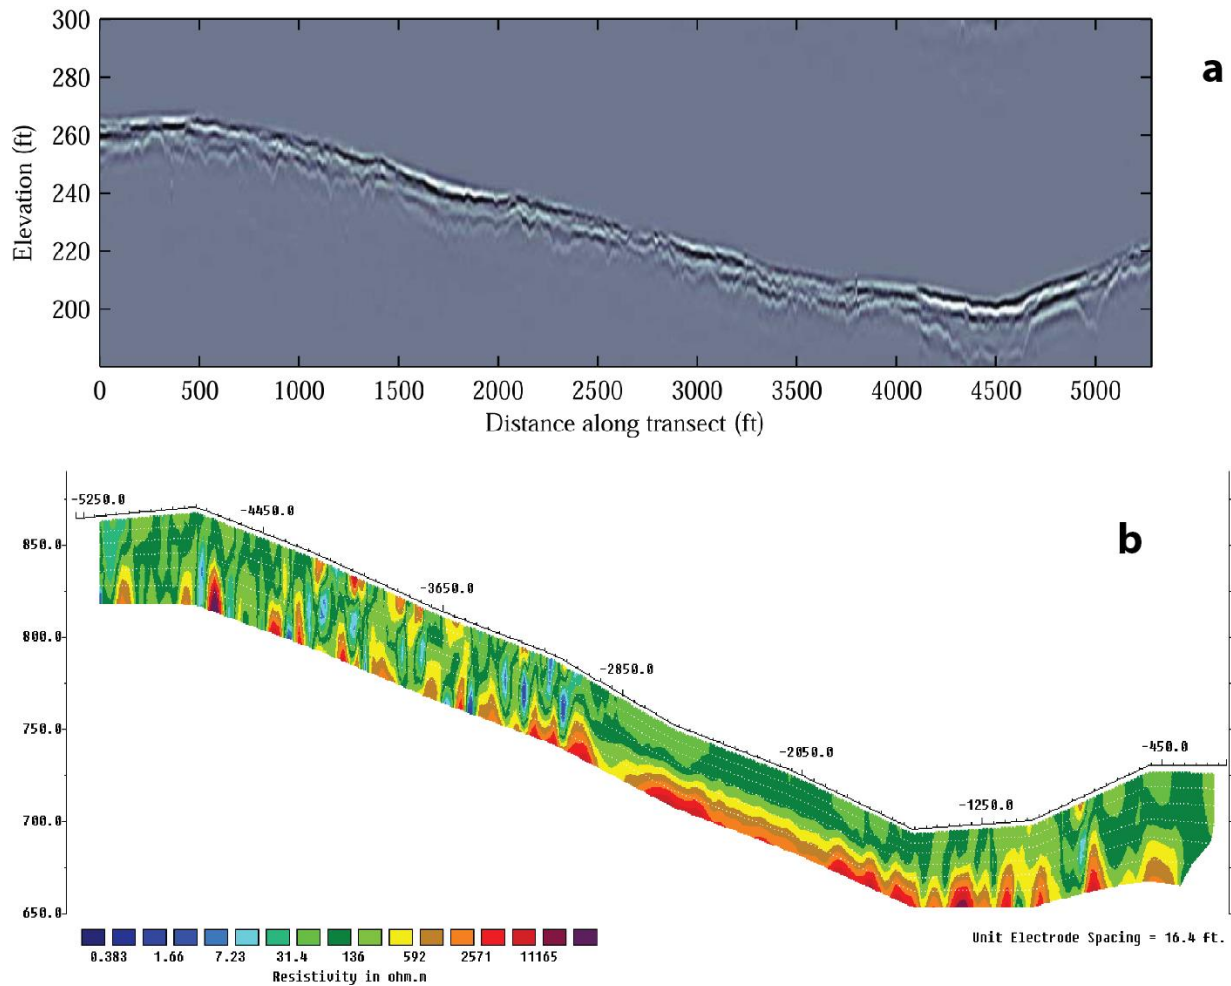 300
a
280
260
Elevation (ft)
240
220
200
0 500 1000 1500 2000 2500 3000 3500 4000 4500 5000
Distance along transect (ft)
-5250.0
-4450.0
b
850.0
-3650.0
800.0
-2850.0
750.0
-2050.0
-450.0
700.0
-1250.0
650.0
0.383 1.66 7.23 31.4 136 592 2571 11165
Resistivity in ohm.m
Unit Electrode Spacing = 16.4 ft.